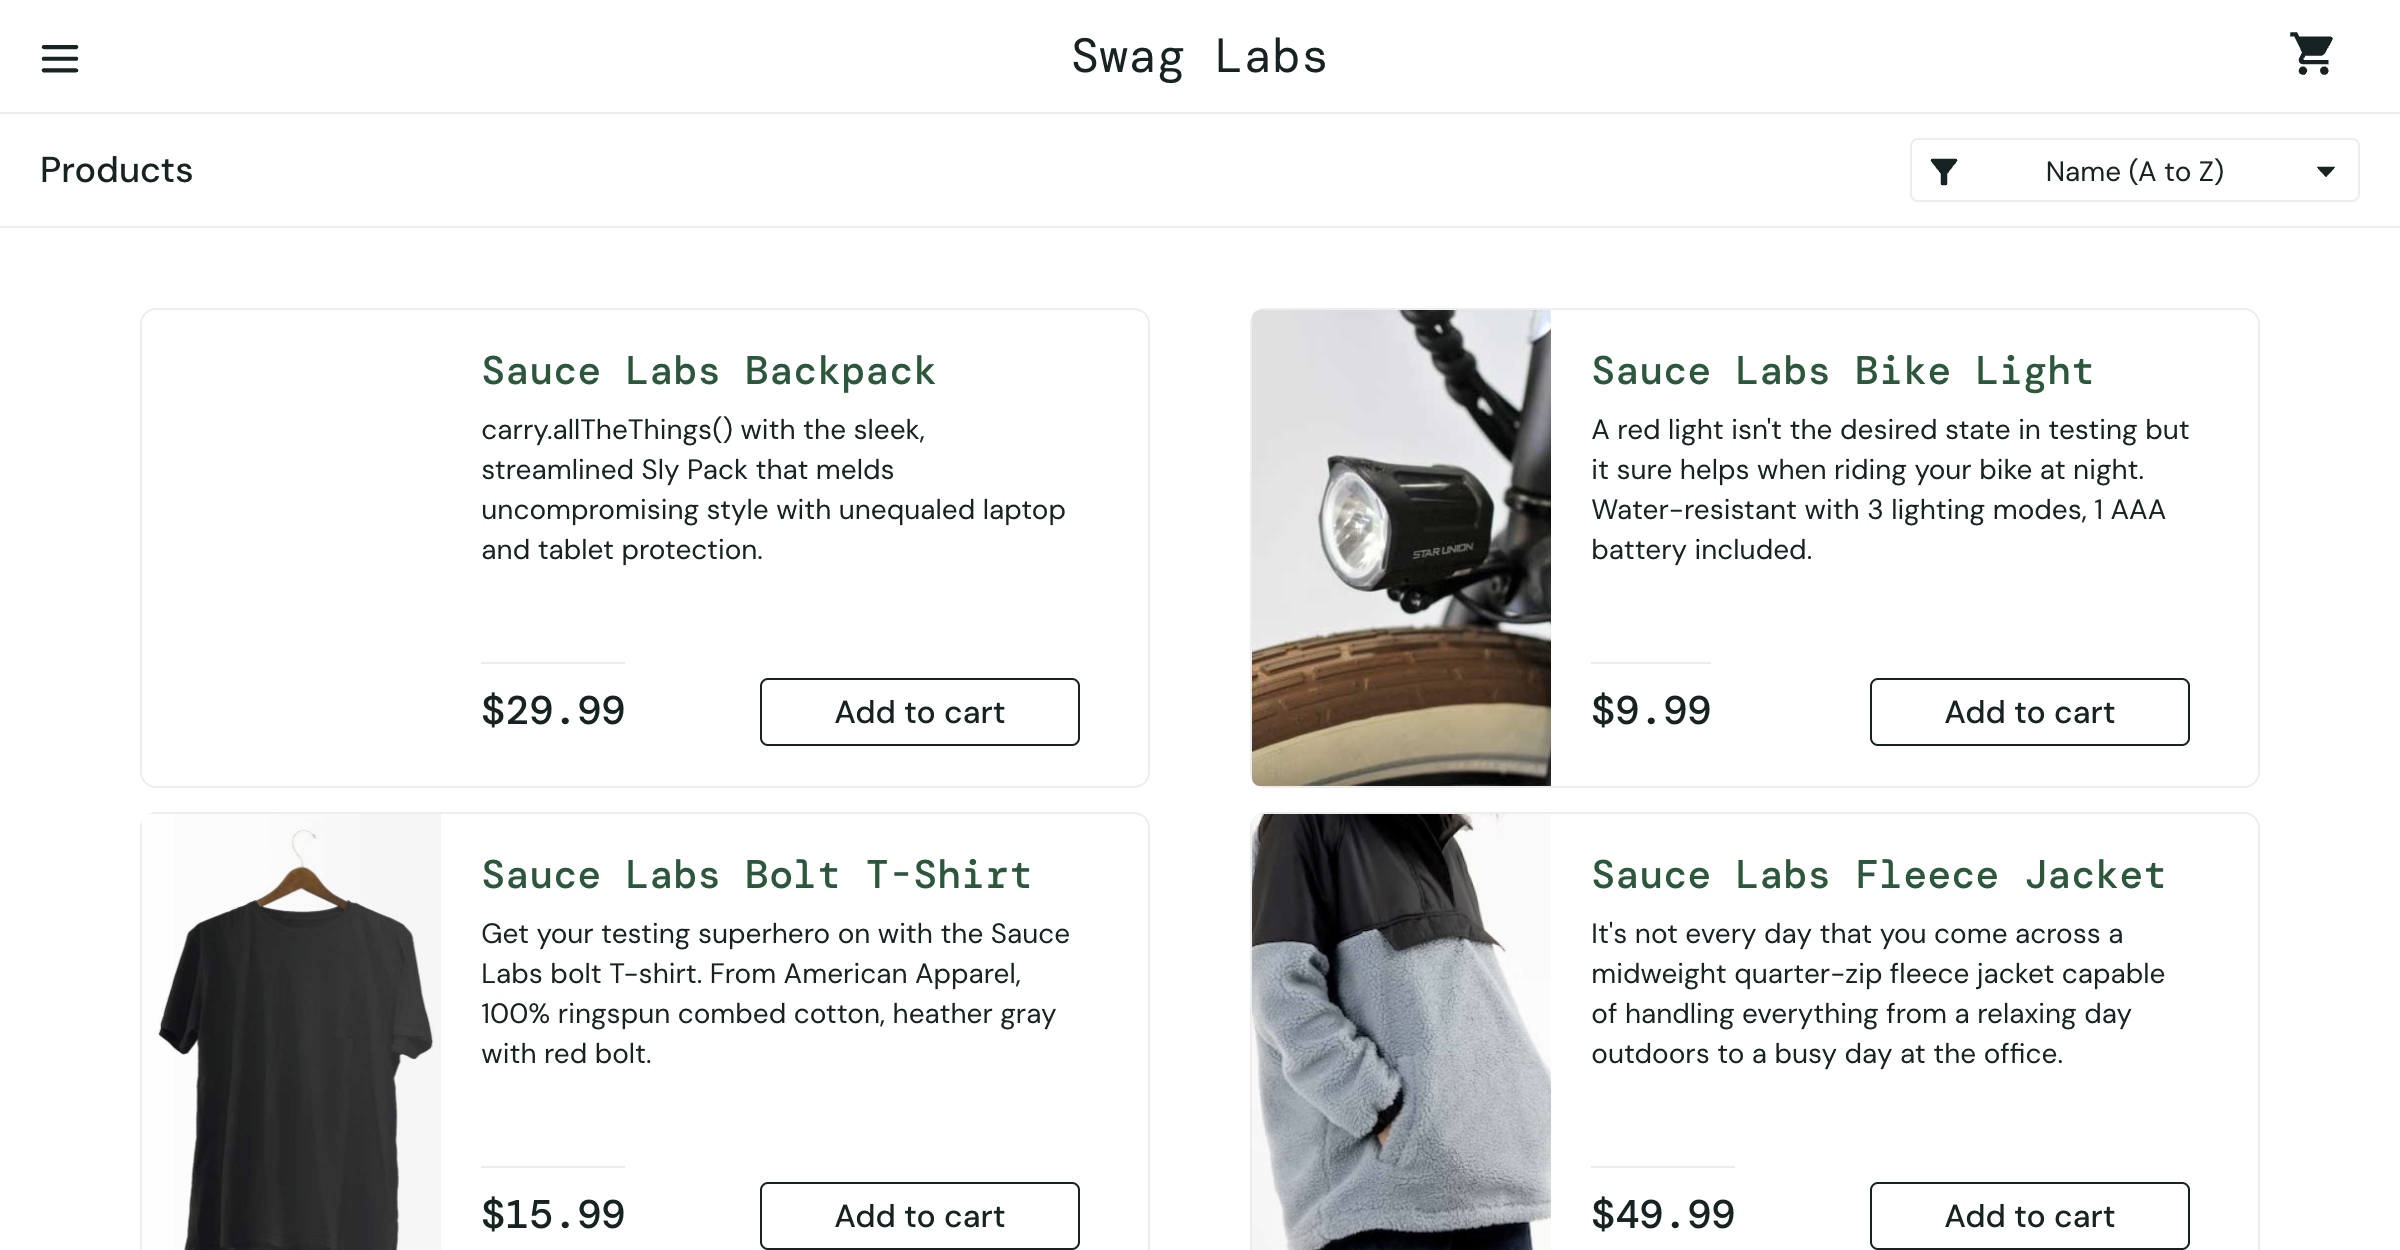 Swag Labs
Products
Name (A to Z)
Sauce Labs Backpack
carry.allTheThings() with the sleek,
streamlined Sly Pack that melds
uncompromising style with unequaled laptop
and tablet protection.
$29.99
Add to cart
STAR UNION
Sauce Labs Bike Light
A red light isn't the desired state in testing but
it sure helps when riding your bike at night.
Water-resistant with 3 lighting modes, 1 AAA
battery included.
$9.99
Add to cart
Sauce Labs Bolt T-Shirt
Get your testing superhero on with the Sauce
Labs bolt T-shirt. From American Apparel,
100% ringspun combed cotton, heather gray
with red bolt.
$15.99
Add to cart
Sauce Labs Fleece Jacket
It's not every day that you come across a
midweight quarter-zip fleece jacket capable
of handling everything from a relaxing day
outdoors to a busy day at the office.
$49.99
Add to cart